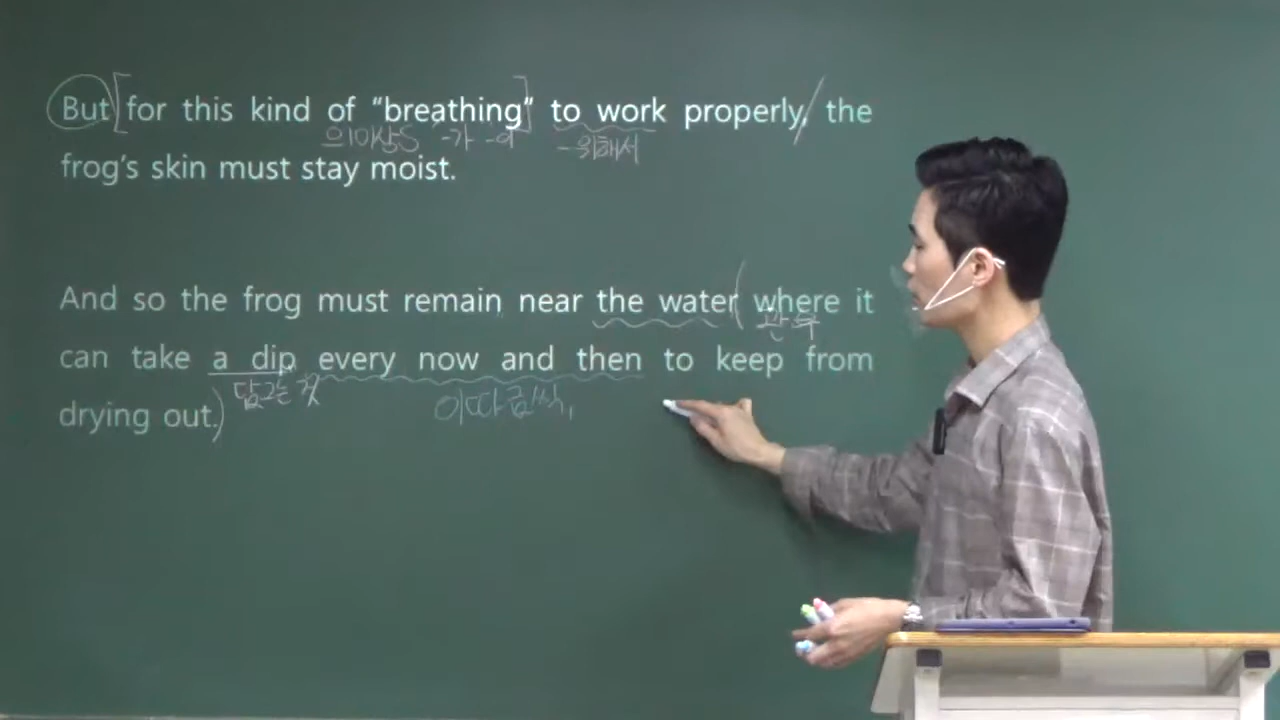 But for this kind of “breathing” to work properly, the
의미상S -가 -이 -위해서
frog’s skin must stay moist.
And so the frog must remain near the water where it
관부
can take a dip every now and then to keep from
담그는 것 이따금씩,
drying out.